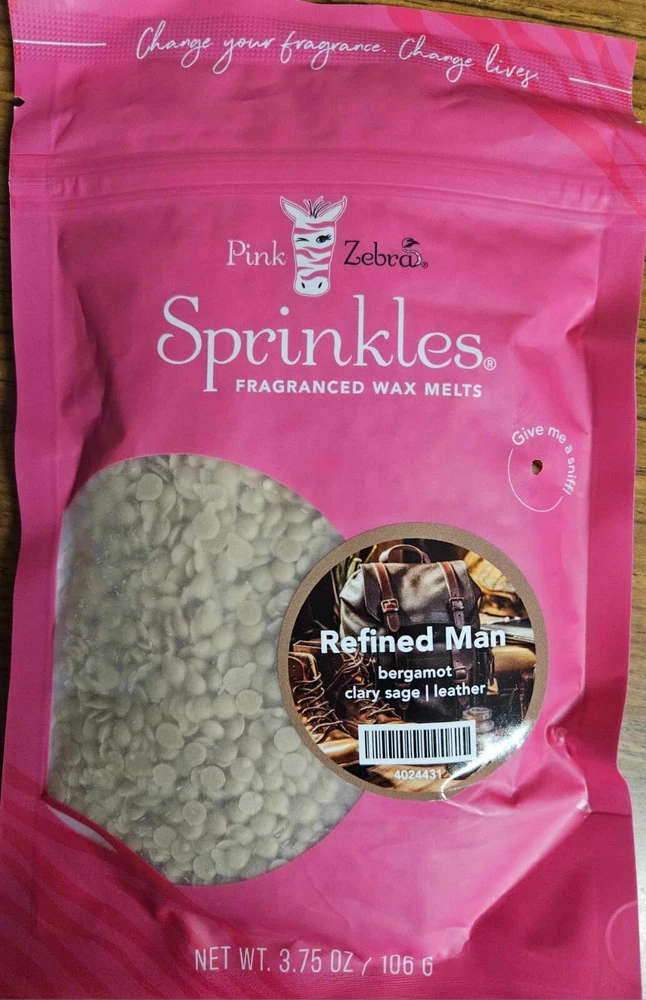 Change your fragrance. Change lives.
Pink Zebra®
Sprinkles®
FRAGRANCED WAX MELTS
Give me a sniff!
Refined Man
bergamot
clary sage | leather
4024431
NET WT. 3.75 OZ / 106 G